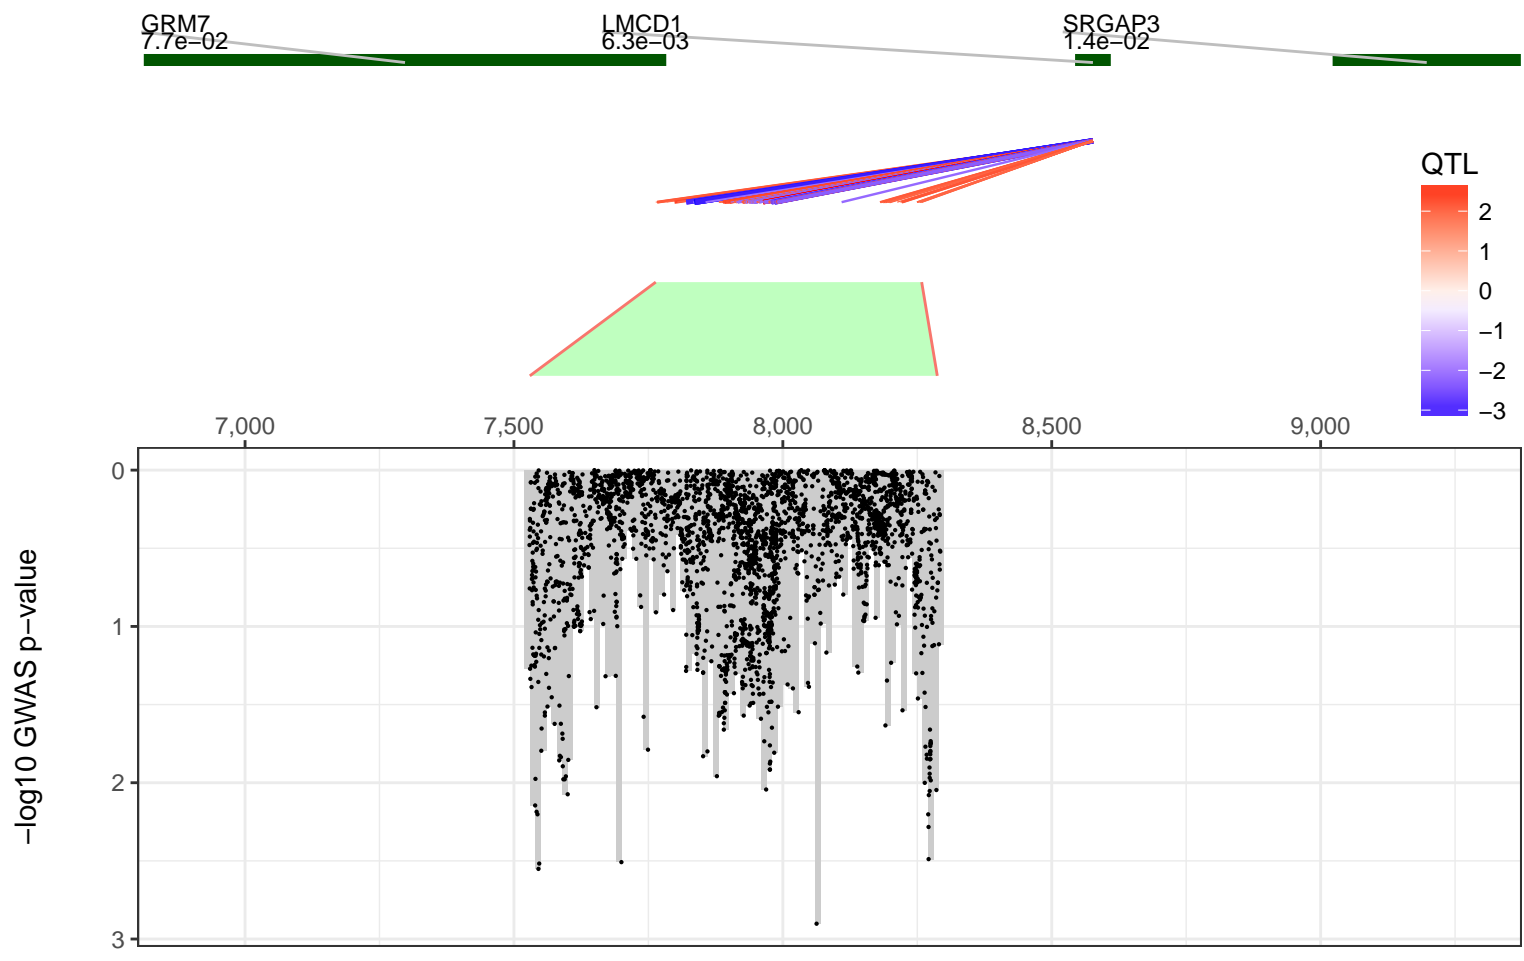 GRM7
7.7e−02
LMCD1
6.3e−03
SRGAP3
1.4e−02
QTL
2
1
0
−1
−2
−3
7,000
7,500
8,000
8,500
9,000
0
1
2
3
−log10 GWAS p−value